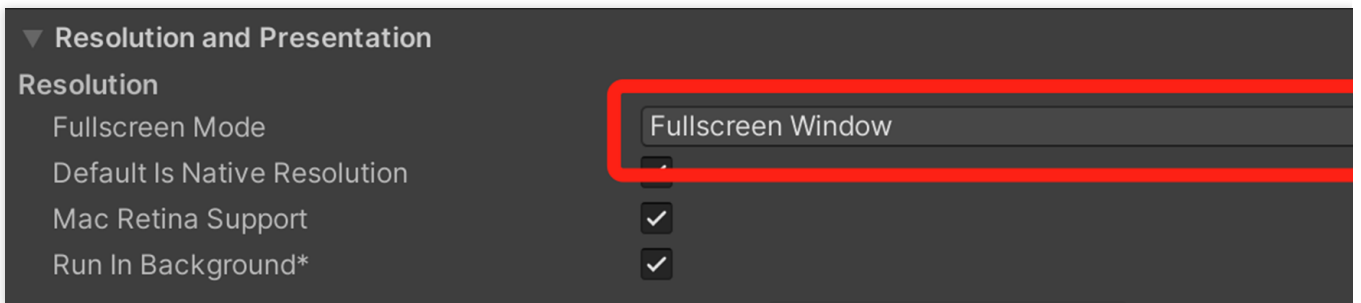 Resolution and Presentation
Resolution
Fullscreen Mode Fullscreen Window
Default Is Native Resolution
Mac Retina Support
Run In Background*